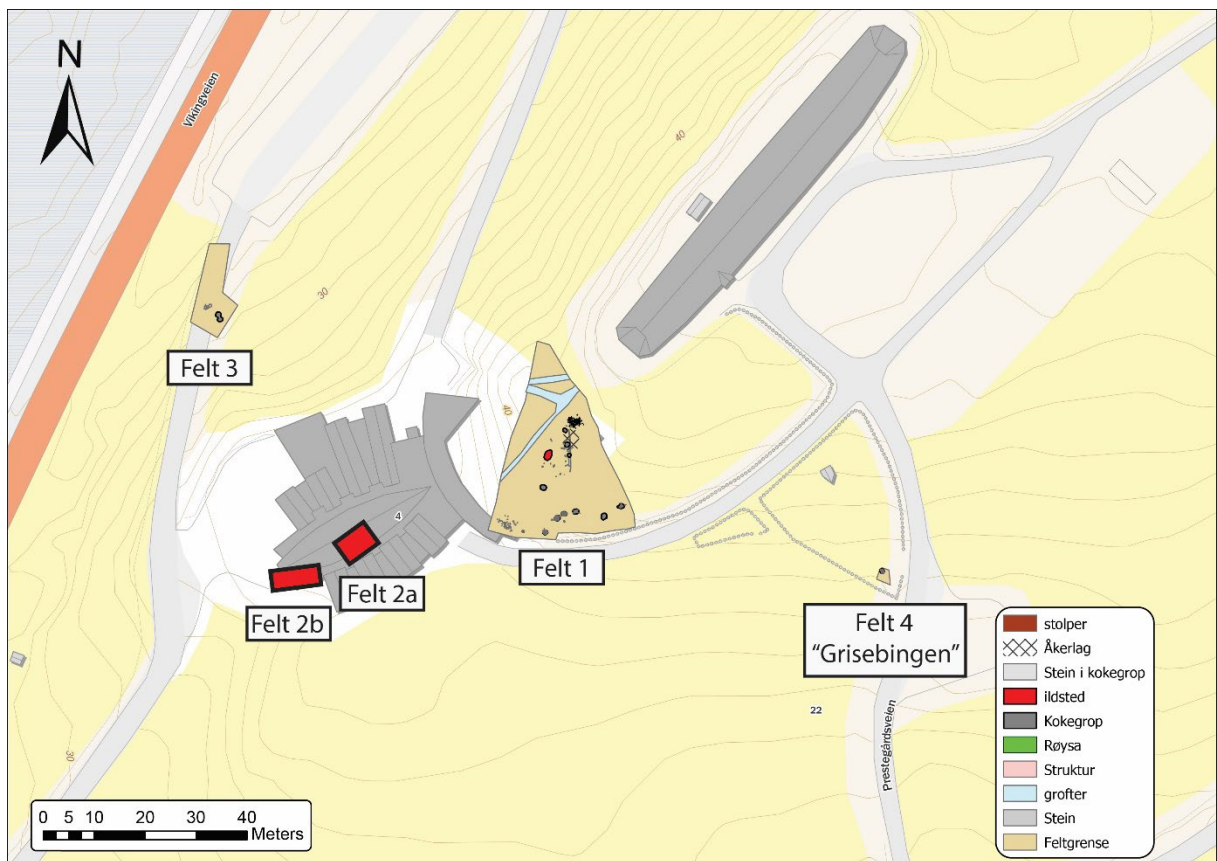 N
Vikingveien
40
30
Felt 3
40
4
Felt 2a
Felt 2b
Felt 1
Felt 4
"Grisebingen"
22
Prestegårdsveien
30
0 5 10 20 30 40
Meters
stolper
Åkerlag
Stein i kokegrop
ildsted
Kokegrop
Røysa
Struktur
grofter
Stein
Feltgrense